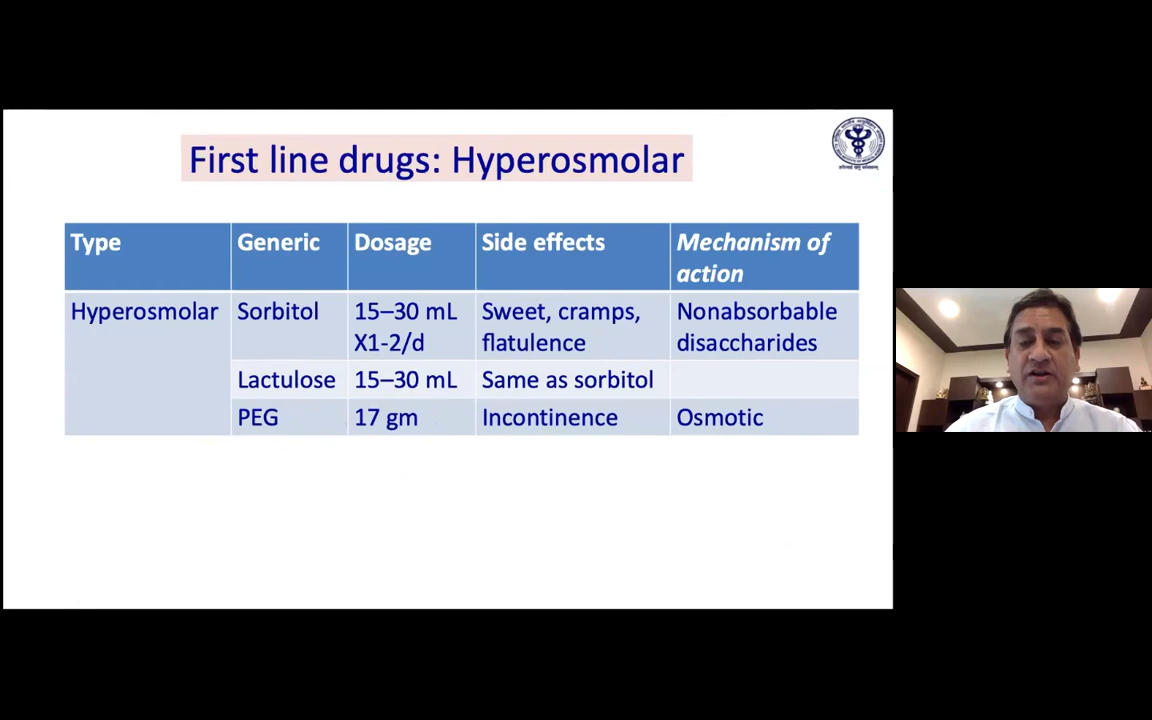 First line drugs: Hyperosmolar
Type Generic Dosage Side effects Mechanism of
action
Hyperosmolar Sorbitol 15–30 mL Sweet, cramps, Nonabsorbable
X1-2/d flatulence disaccharides
Lactulose 15–30 mL Same as sorbitol
PEG 17 gm Incontinence Osmotic